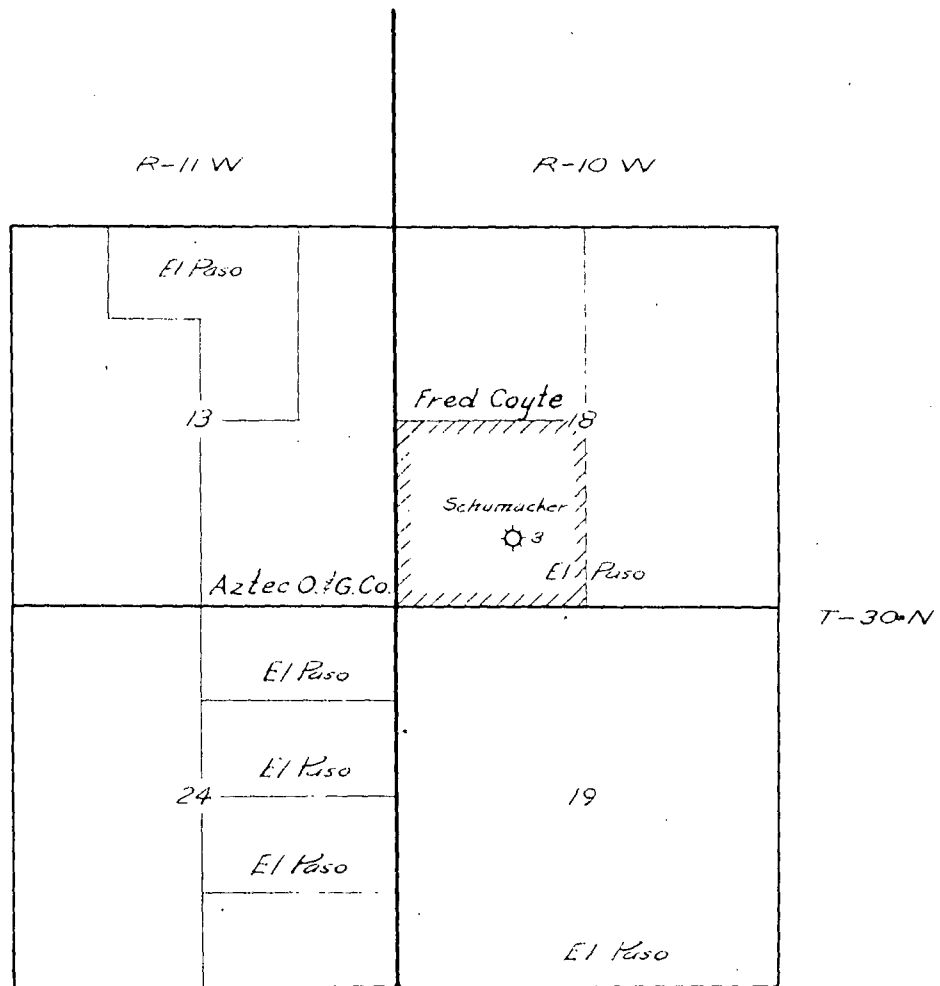 R-11 W
R-10 W
El Paso
Fred Coyte
13
18
Schumacher
3
El Paso
Aztec O.&G.Co.
T-30-N
El Paso
El Paso
24
19
El Paso
El Paso